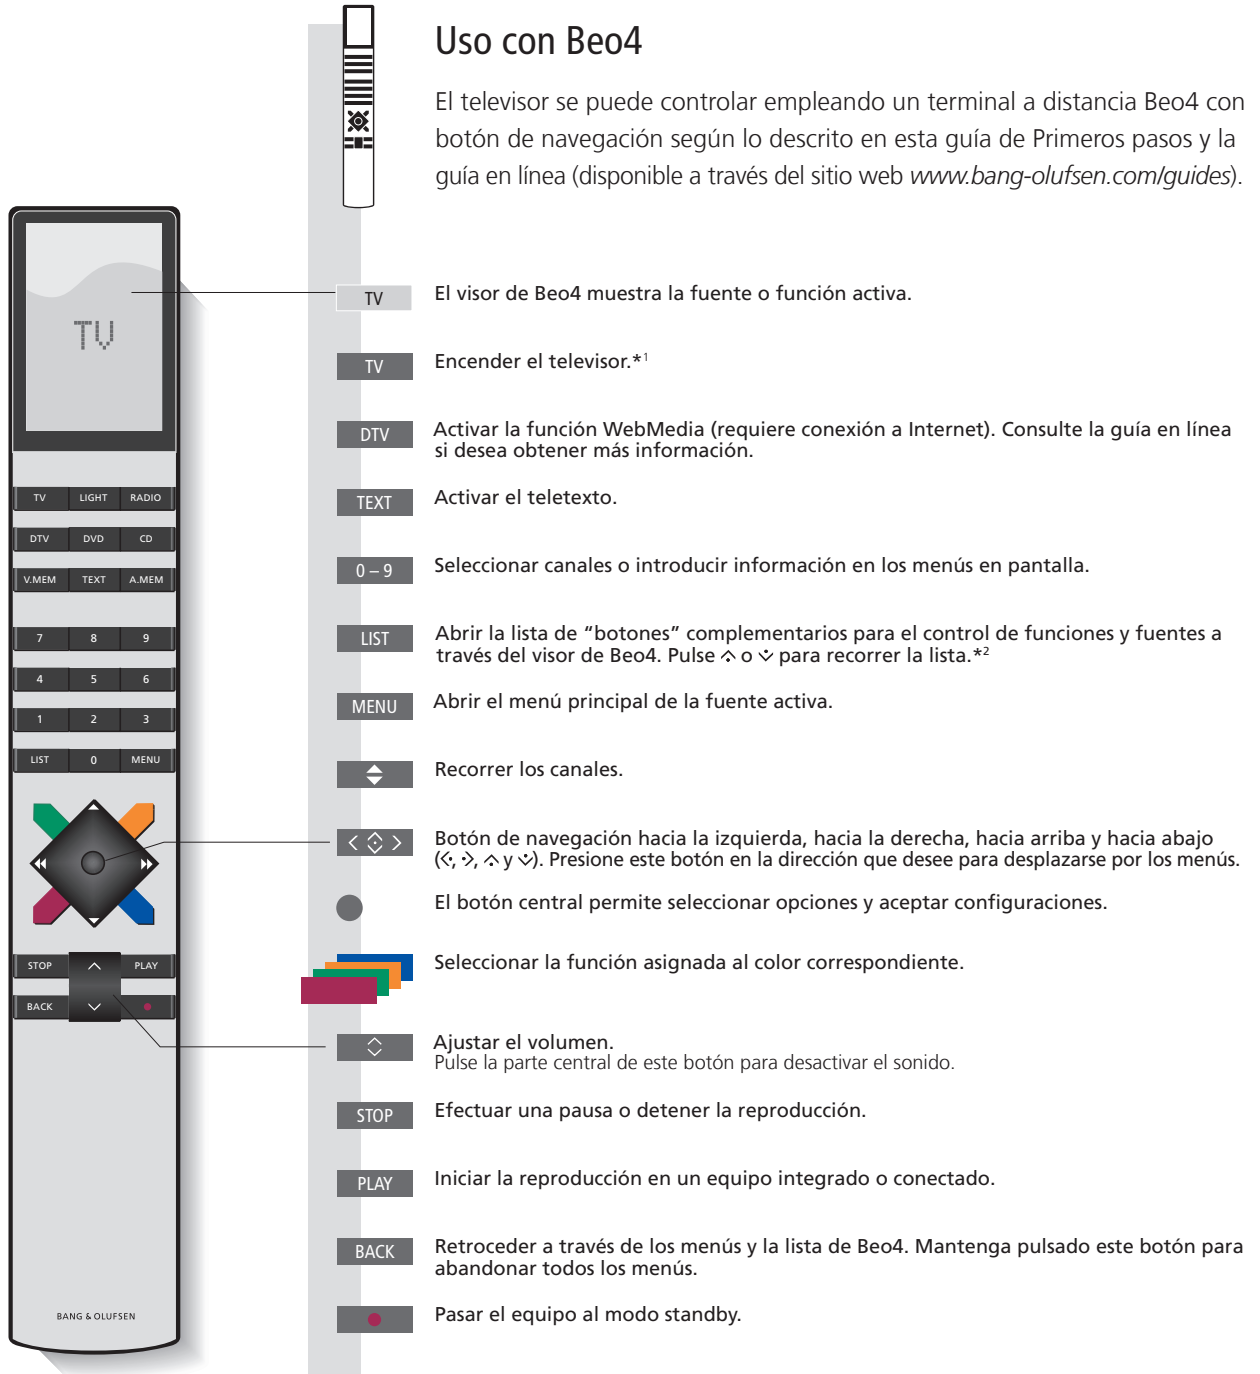 Uso con Beo4
El televisor se puede controlar empleando un terminal a distancia Beo4 con
botón de navegación según lo descrito en esta guía de Primeros pasos y la
guía en línea (disponible a través del sitio web www.bang-olufsen.com/guides).
TV
TV El visor de Beo4 muestra la fuente o función activa.
TV Encender el televisor.*1
DTV Activar la función WebMedia (requiere conexión a Internet). Consulte la guía en línea
si desea obtener más información.
TEXT Activar el teletexto.
0 – 9 Seleccionar canales o introducir información en los menús en pantalla.
LIST Abrir la lista de “botones” complementarios para el control de funciones y fuentes a
través del visor de Beo4. Pulse o para recorrer la lista.*2
MENU Abrir el menú principal de la fuente activa.
Recorrer los canales.
Botón de navegación hacia la izquierda, hacia la derecha, hacia arriba y hacia abajo
(, , y ). Presione este botón en la dirección que desee para desplazarse por los menús.
El botón central permite seleccionar opciones y aceptar configuraciones.
Seleccionar la función asignada al color correspondiente.
Ajustar el volumen.
Pulse la parte central de este botón para desactivar el sonido.
STOP Efectuar una pausa o detener la reproducción.
PLAY Iniciar la reproducción en un equipo integrado o conectado.
BACK Retroceder a través de los menús y la lista de Beo4. Mantenga pulsado este botón para
abandonar todos los menús.
Pasar el equipo al modo standby.
TV LIGHT RADIO
DTV DVD CD
V.MEM TEXT A.MEM
7 8 9
4 5 6
1 2 3
LIST 0 MENU
STOP PLAY
BACK
BANG & OLUFSEN